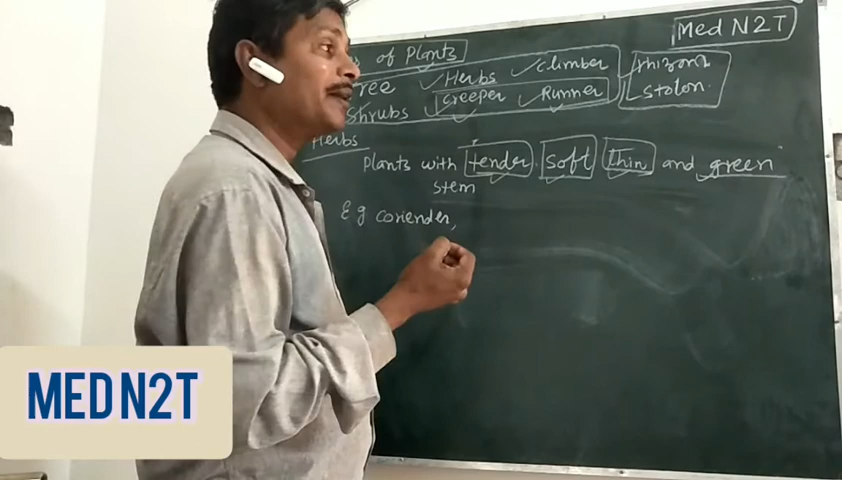 Med N2T
of Plants
Tree Herbs climber rhizome
Shrubs creeper Runner stolon
Herbs
Plants with tender. Soft Thin and green
stem
Eg coriender,
MED N2T